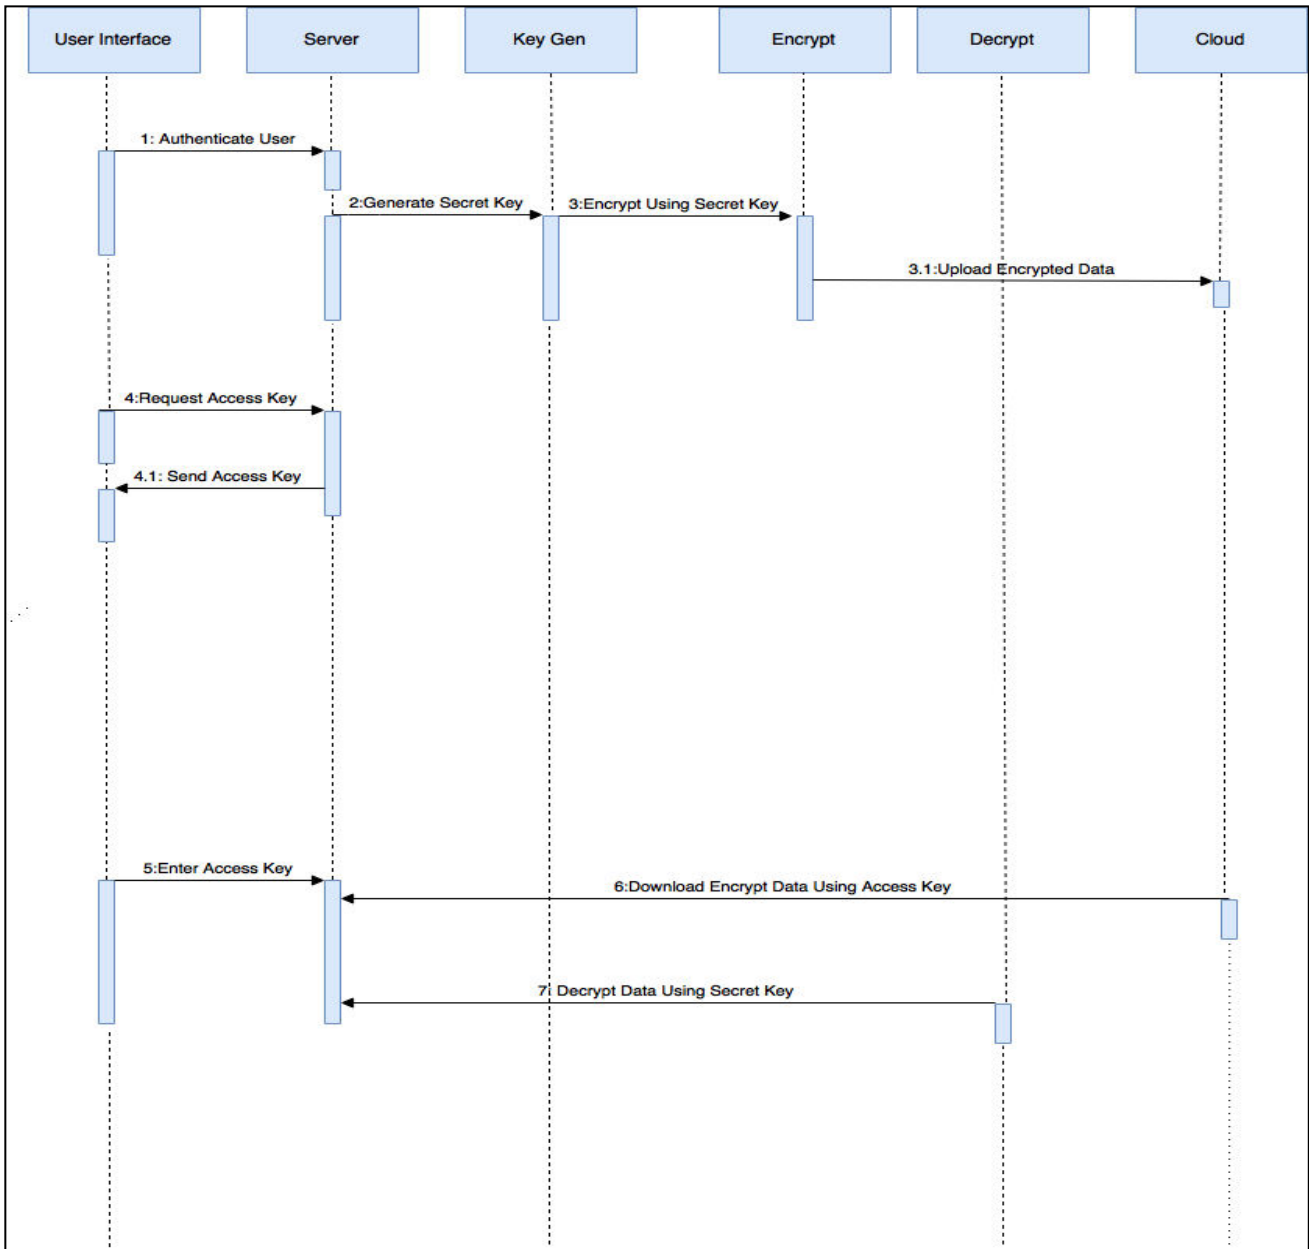 User Interface
Server
Key Gen
Encrypt
Decrypt
Cloud
1: Authenticate User
2:Generate Secret Key
3:Encrypt Using Secret Key
3.1:Upload Encrypted Data
4:Request Access Key
4.1: Send Access Key
5:Enter Access Key
6:Download Encrypt Data Using Access Key
7: Decrypt Data Using Secret Key